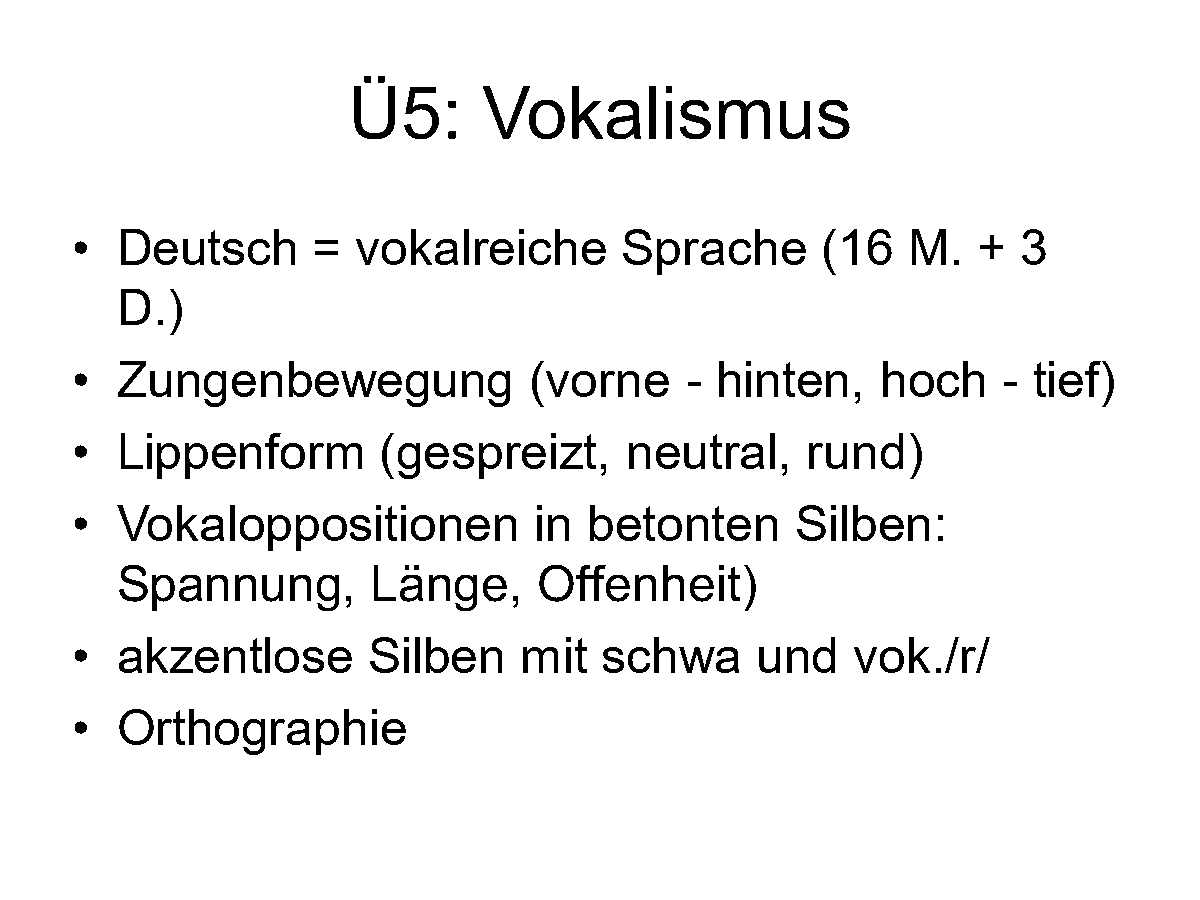 Ü5: Vokalismus
• Deutsch = vokalreiche Sprache (16 M. + 3
D.)
• Zungenbewegung (vorne - hinten, hoch - tief)
• Lippenform (gespreizt, neutral, rund)
• Vokaloppositionen in betonten Silben:
Spannung, Länge, Offenheit)
• akzentlose Silben mit schwa und vok./r/
• Orthographie